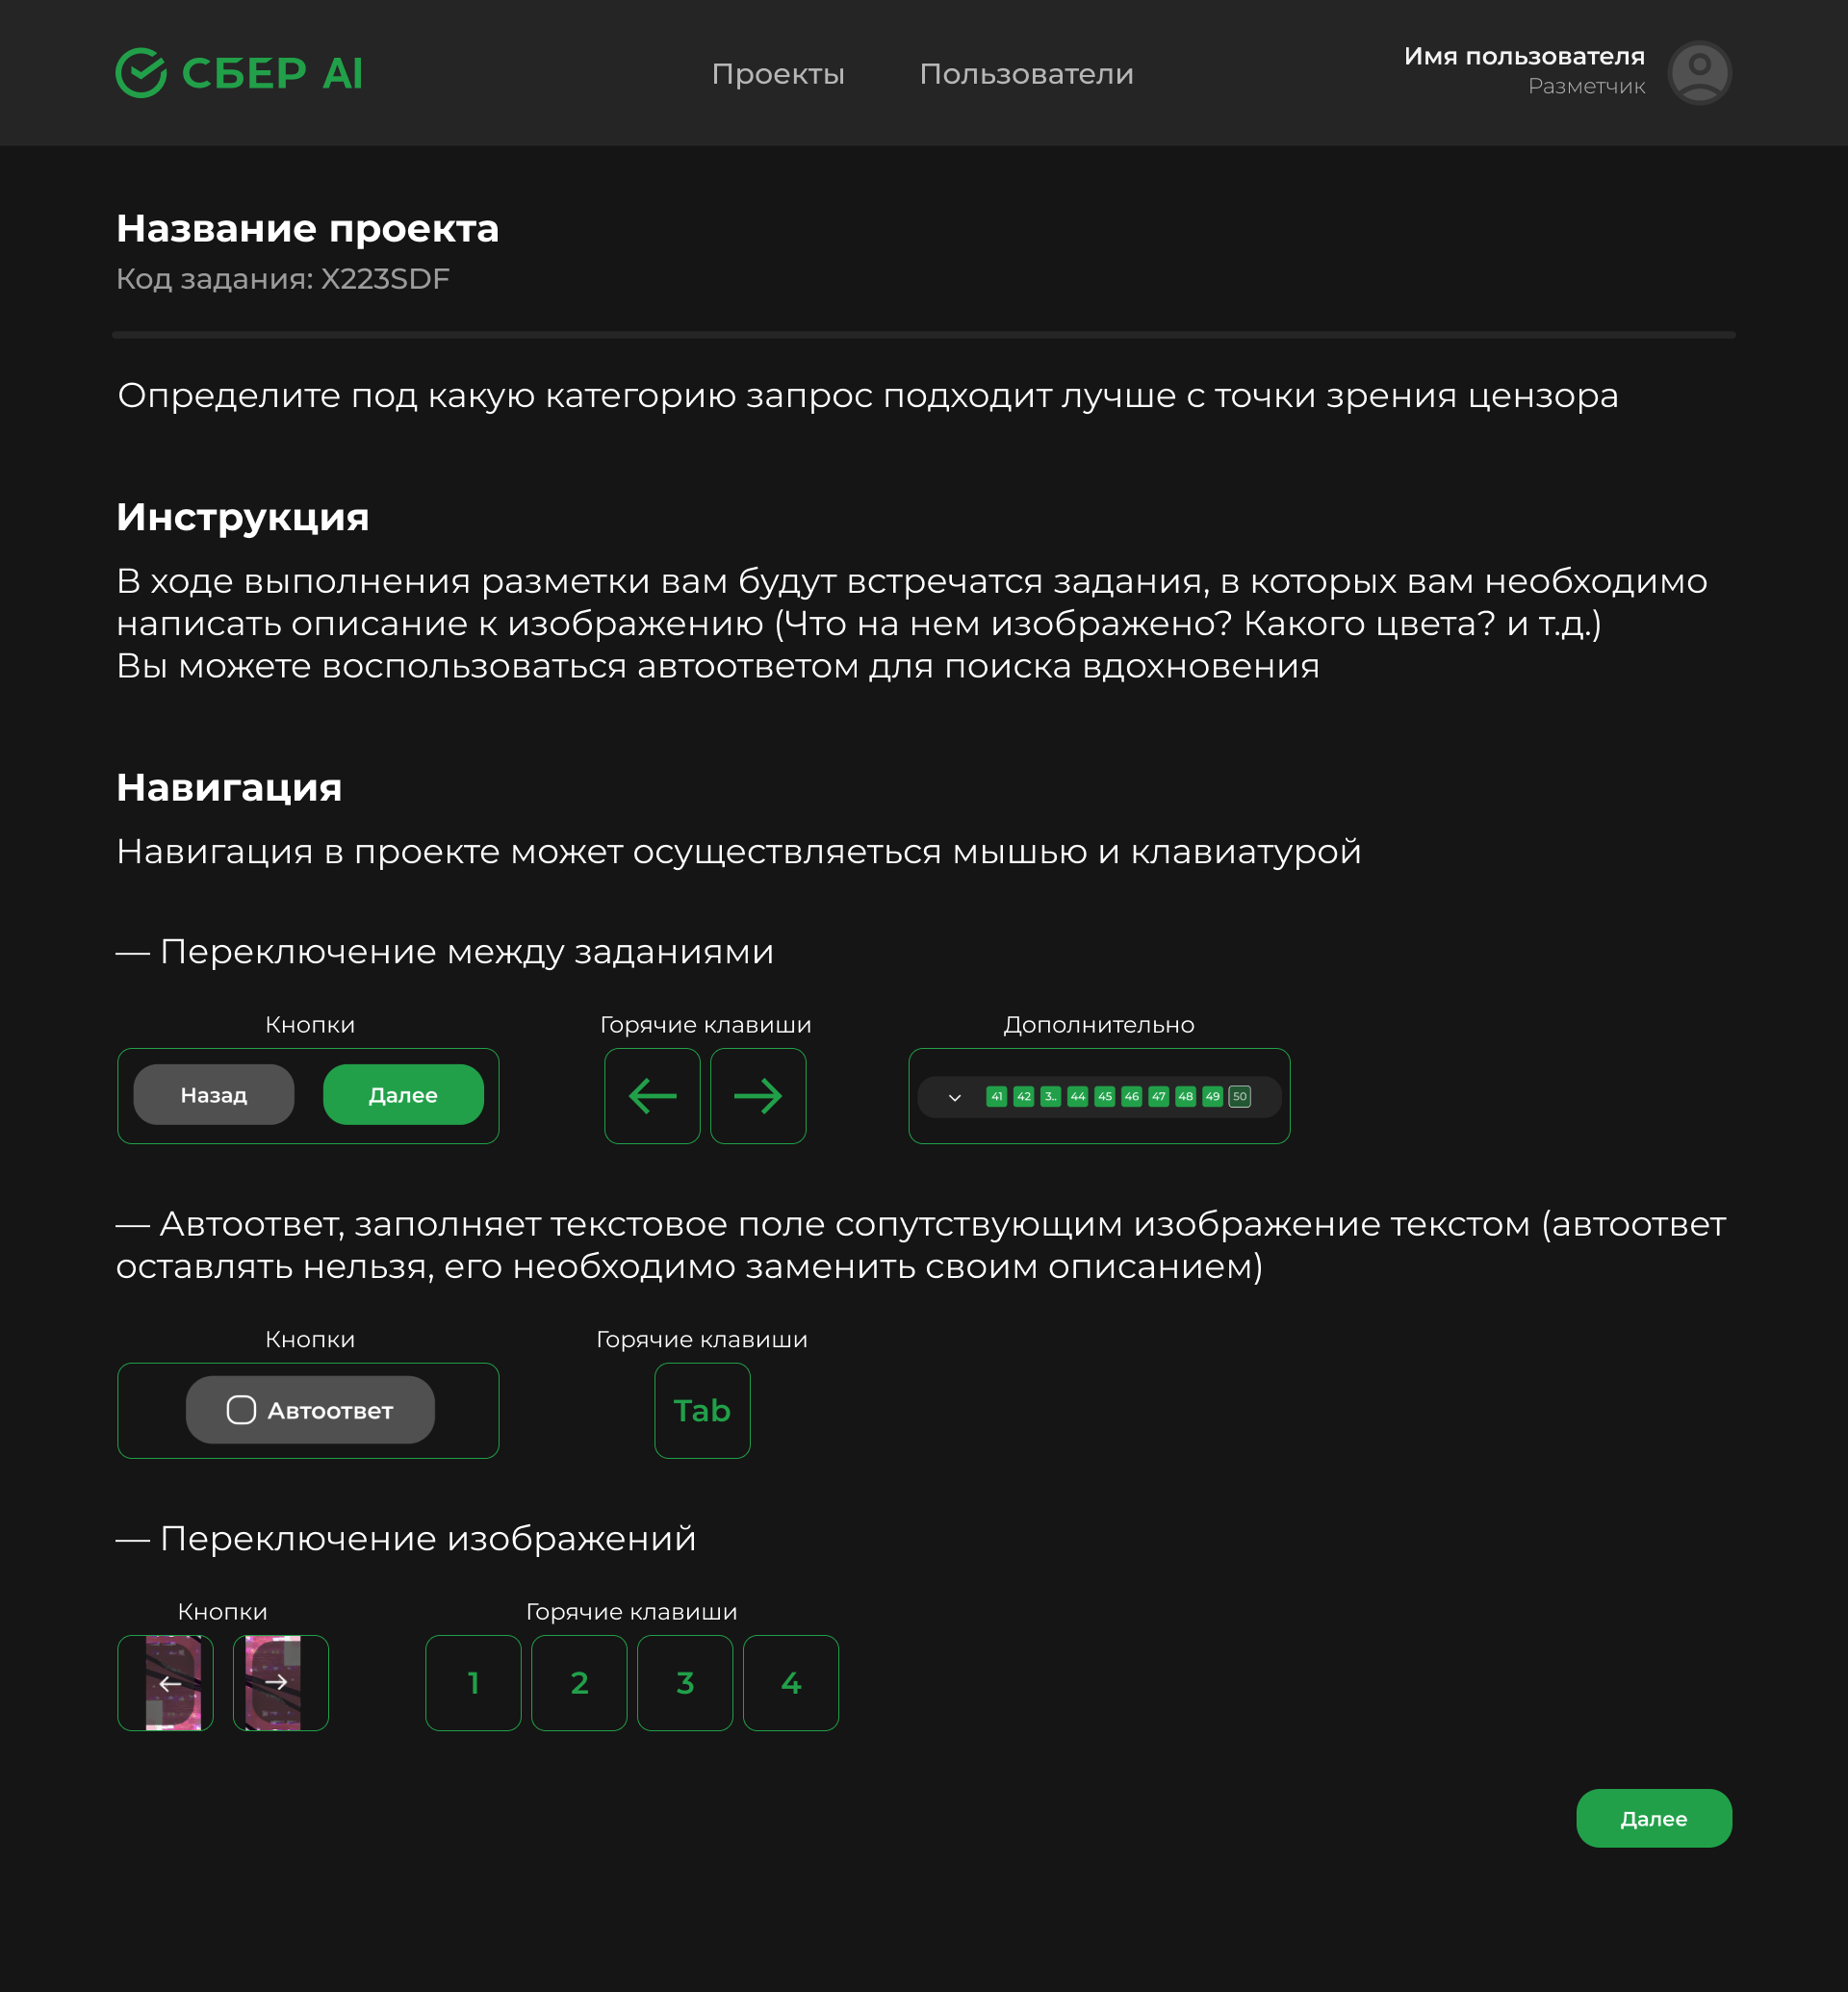 СБЕР AI
Проекты
Пользователи
Имя пользователя
Разметчик
Название проекта
Код задания: X223SDF
Определите под какую категорию запрос подходит лучше с точки зрения цензора
Инструкция
В ходе выполнения разметки вам будут встречатся задания, в которых вам необходимо
написать описание к изображению (Что на нем изображено? Какого цвета? и т.д.)
Вы можете воспользоваться автоответом для поиска вдохновения
Навигация
Навигация в проекте может осуществляеться мышью и клавиатурой
— Переключение между заданиями
Кнопки
Горячие клавиши
Дополнительно
Назад
Далее
41 42 3.. 44 45 46 47 48 49 50
— Автоответ, заполняет текстовое поле сопутствующим изображение текстом (автоответ
оставлять нельзя, его необходимо заменить своим описанием)
Кнопки
Горячие клавиши
Автоответ
Tab
— Переключение изображений
Кнопки
Горячие клавиши
1 2 3 4
Далее